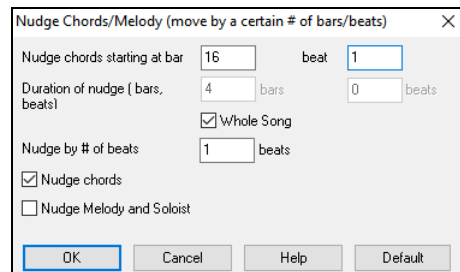 Nudge Chords/Melody (move by a certain # of bars/beats)
Nudge chords starting at bar 16 beat 1
Duration of nudge ( bars, beats) 4 bars 0 beats
Whole Song
Nudge by # of beats 1 beats
Nudge chords
Nudge Melody and Soloist
OK Cancel Help Default